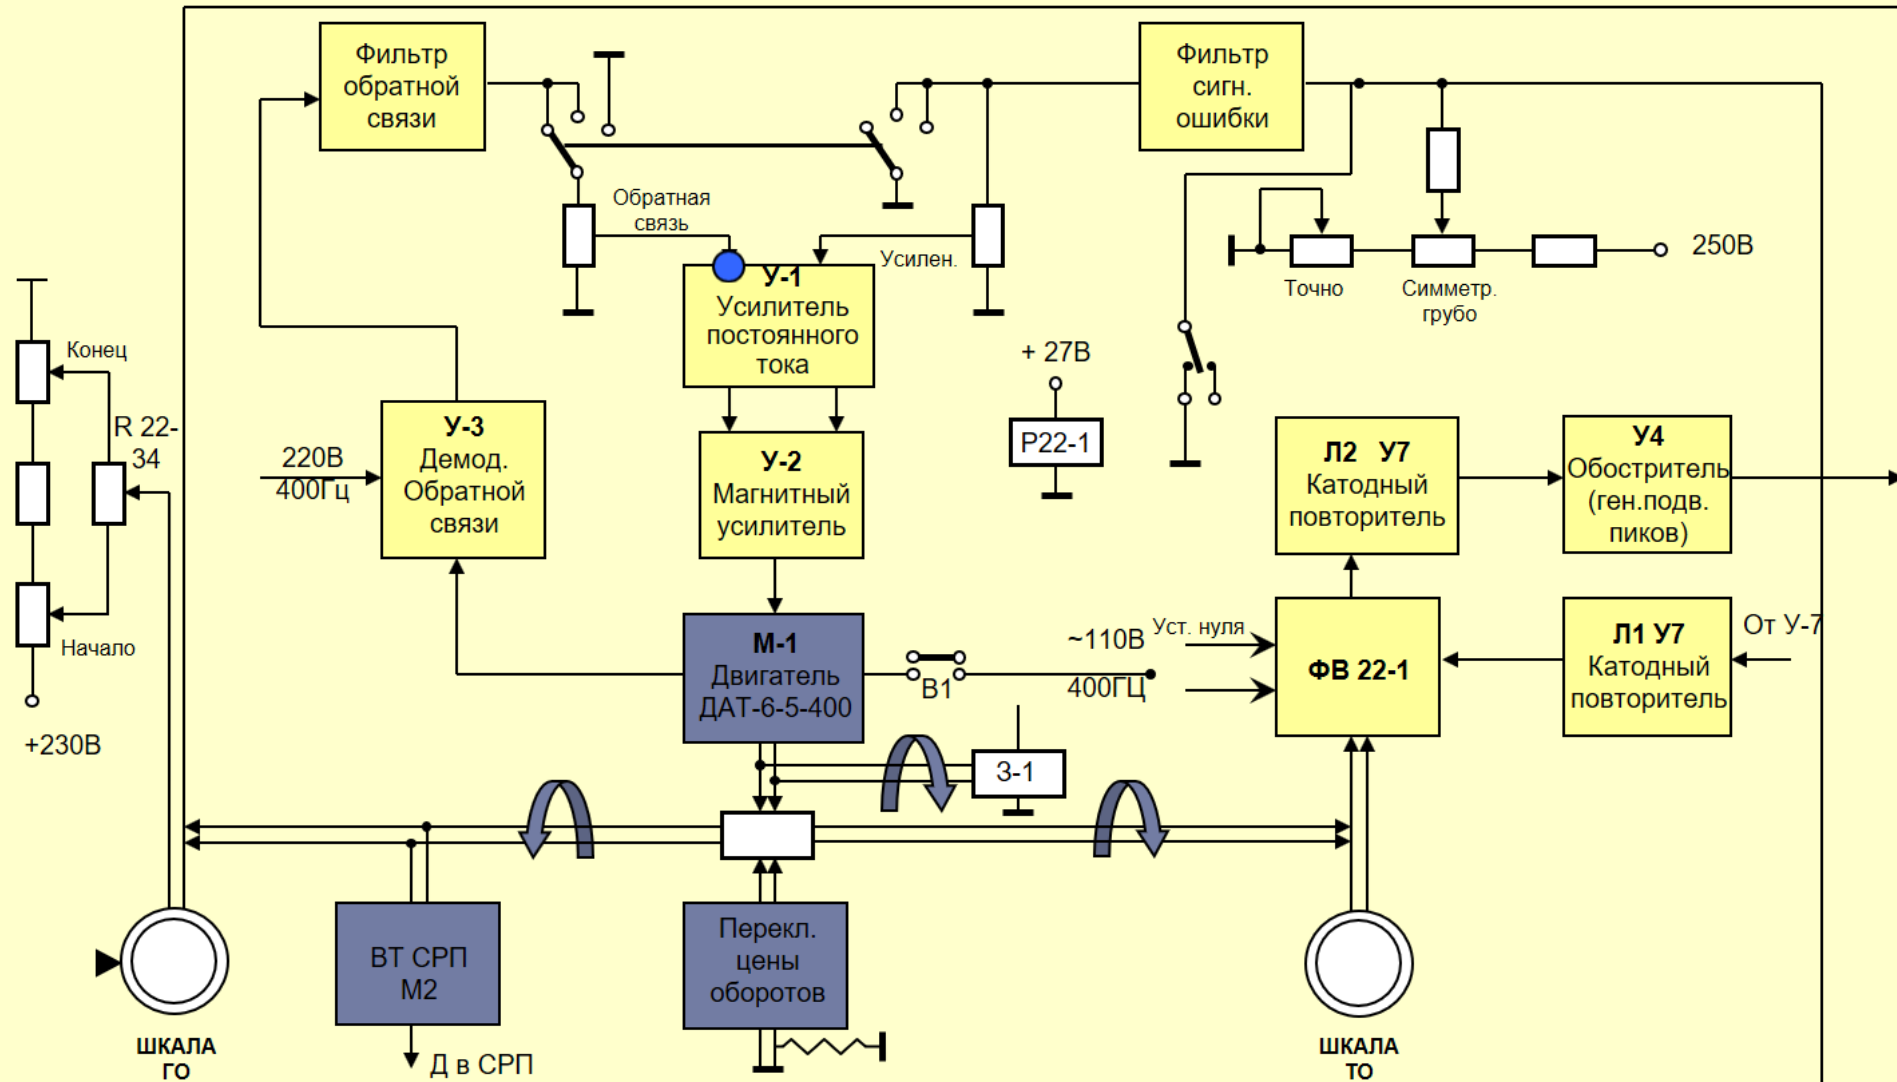 Фильтр
обратной
связи
Фильтр
сигн.
ошибки
Обратная
связь
Усилен.
250В
Точно
Симметр.
грубо
У-1
Усилитель
постоянного
тока
+ 27В
Р22-1
Конец
R 22-
34
220В
400Гц
У-3
Демод.
Обратной
связи
У-2
Магнитный
усилитель
Л2 У7
Катодный
повторитель
У4
Обостритель
(ген.подв.
пиков)
Начало
+230В
М-1
Двигатель
ДАТ-6-5-400
В1
~110В
400ГЦ
Уст. нуля
ФВ 22-1
Л1 У7
Катодный
повторитель
От У-7
З-1
ВТ СРП
М2
Перекл.
цены
оборотов
ШКАЛА
ГО
Д в СРП
ШКАЛА
ТО